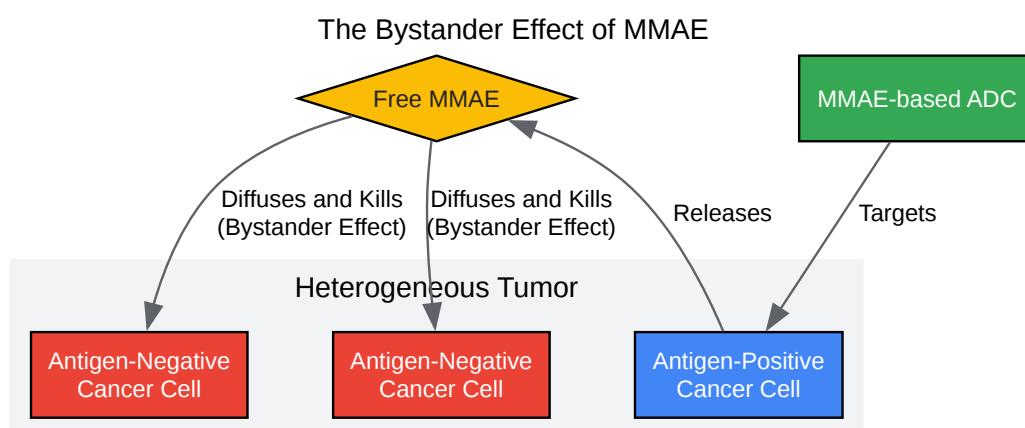 The Bystander Effect of MMAE
Free MMAE
MMAE-based ADC
Diffuses and Kills
(Bystander Effect)
Diffuses and Kills
(Bystander Effect)
Releases
Targets
Heterogeneous Tumor
Antigen-Negative
Cancer Cell
Antigen-Negative
Cancer Cell
Antigen-Positive
Cancer Cell